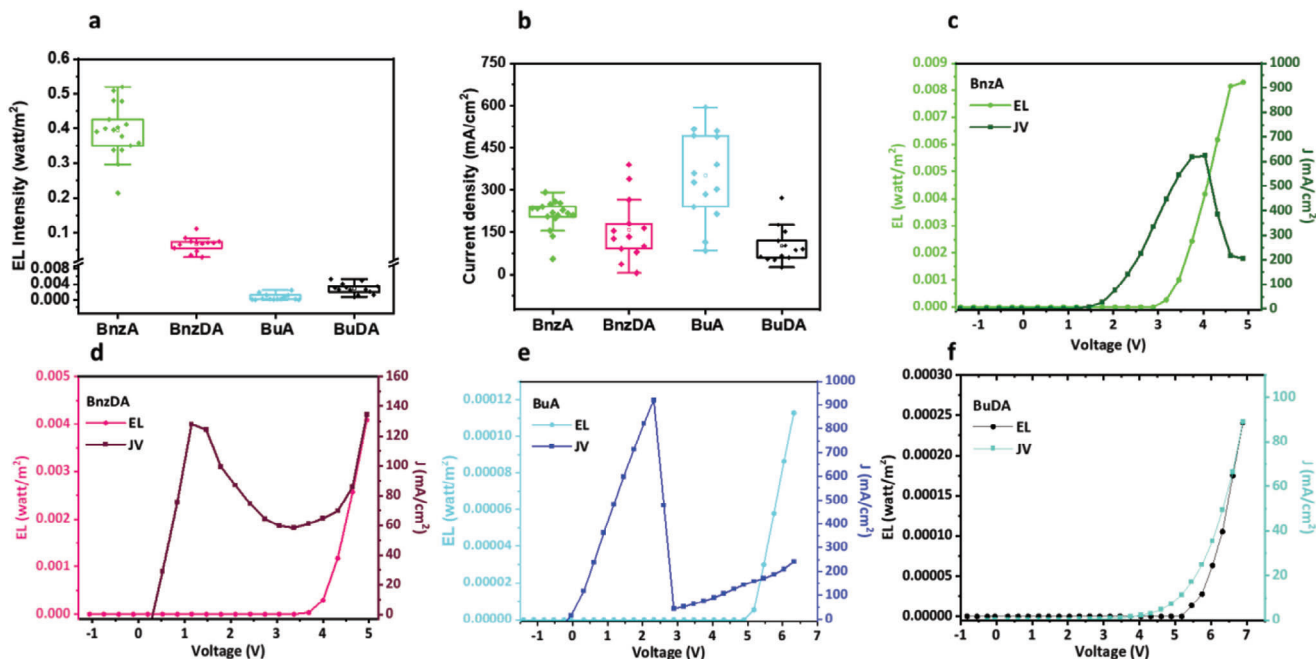 a
EL Intensity (watt/m²)
0.6
0.5
0.4
0.3
0.2
0.1
0.008
0.004
0.000
BnzA BnzDA BuA BuDA
b
Current density (mA/cm²)
750
600
450
300
150
0
BnzA BnzDA BuA BuDA
c
BnzA
EL
JV
EL (watt/m²)
0.009
0.008
0.007
0.006
0.005
0.004
0.003
0.002
0.001
0.000
J (mA/cm²)
1000
900
800
700
600
500
400
300
200
100
0
-1 0 1 2 3 4 5
Voltage (V)
d
BnzDA
EL
JV
EL (watt/m²)
0.005
0.004
0.003
0.002
0.001
0.000
J (mA/cm²)
160
140
120
100
80
60
40
20
0
-1 0 1 2 3 4 5
Voltage (V)
e
BuA
EL
JV
EL (watt/m²)
0.00012
0.00010
0.00008
0.00006
0.00004
0.00002
0.00000
J (mA/cm²)
1000
900
800
700
600
500
400
300
200
100
0
-1 0 1 2 3 4 5 6 7
Voltage (V)
f
BuDA
EL
JV
EL (watt/m²)
0.00030
0.00025
0.00020
0.00015
0.00010
0.00005
0.00000
J (mA/cm²)
100
80
60
40
20
0
-1 0 1 2 3 4 5 6 7
Voltage (V)